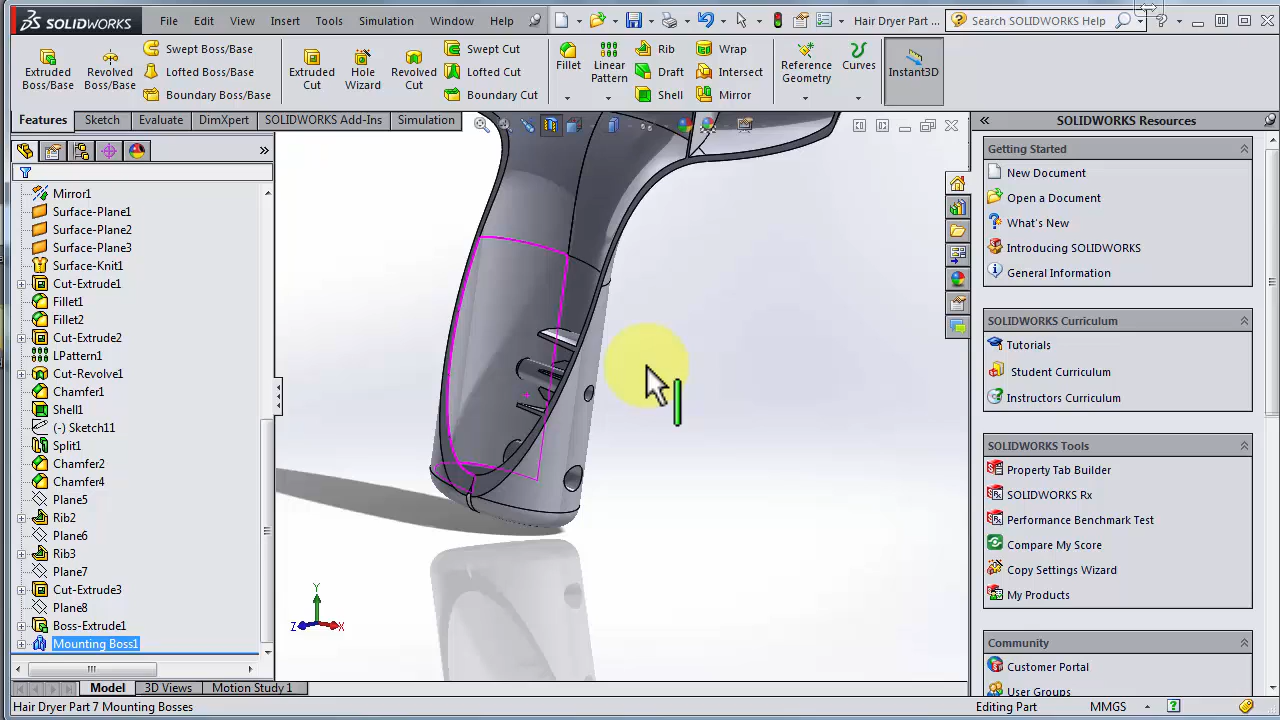 SOLIDWORKS
File Edit View Insert Tools Simulation Window Help
Hair Dryer Part ...
Search SOLIDWORKS Help
Extruded Boss/Base
Revolved Boss/Base
Swept Boss/Base
Lofted Boss/Base
Boundary Boss/Base
Extruded Cut
Hole Wizard
Revolved Cut
Swept Cut
Lofted Cut
Boundary Cut
Fillet
Linear Pattern
Rib
Draft
Shell
Wrap
Intersect
Mirror
Reference Geometry
Curves
Instant3D
Features Sketch Evaluate DimXpert SOLIDWORKS Add-Ins Simulation
Mirror1
Surface-Plane1
Surface-Plane2
Surface-Plane3
Surface-Knit1
Cut-Extrude1
Fillet1
Fillet2
Cut-Extrude2
LPattern1
Cut-Revolve1
Chamfer1
Shell1
(-) Sketch11
Split1
Chamfer2
Chamfer4
Plane5
Rib2
Plane6
Rib3
Plane7
Cut-Extrude3
Plane8
Boss-Extrude1
Mounting Boss1
Y
Z
X
SOLIDWORKS Resources
Getting Started
New Document
Open a Document
What's New
Introducing SOLIDWORKS
General Information
SOLIDWORKS Curriculum
Tutorials
Student Curriculum
Instructors Curriculum
SOLIDWORKS Tools
Property Tab Builder
SOLIDWORKS Rx
Performance Benchmark Test
Compare My Score
Copy Settings Wizard
My Products
Community
Customer Portal
User Groups
Model 3D Views Motion Study 1
Hair Dryer Part 7 Mounting Bosses
Editing Part
MMGS